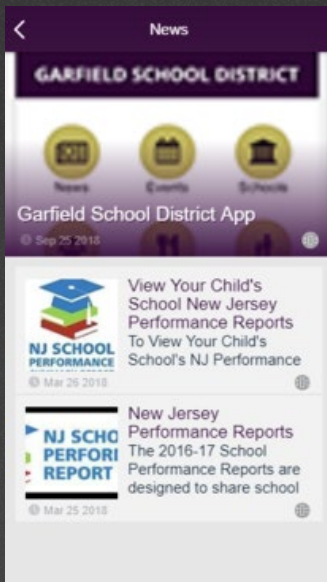 News
GARFIELD SCHOOL DISTRICT
News
Events
Schools
Garfield School District App
Sep 25 2018
NJ SCHOOL
PERFORMANCE
View Your Child's
School New Jersey
Performance Reports
To View Your Child's
School's NJ Performance
Mar 26 2018
NJ SCHO
PERFORI
REPORT
New Jersey
Performance Reports
The 2016-17 School
Performance Reports are
designed to share school
Mar 25 2018